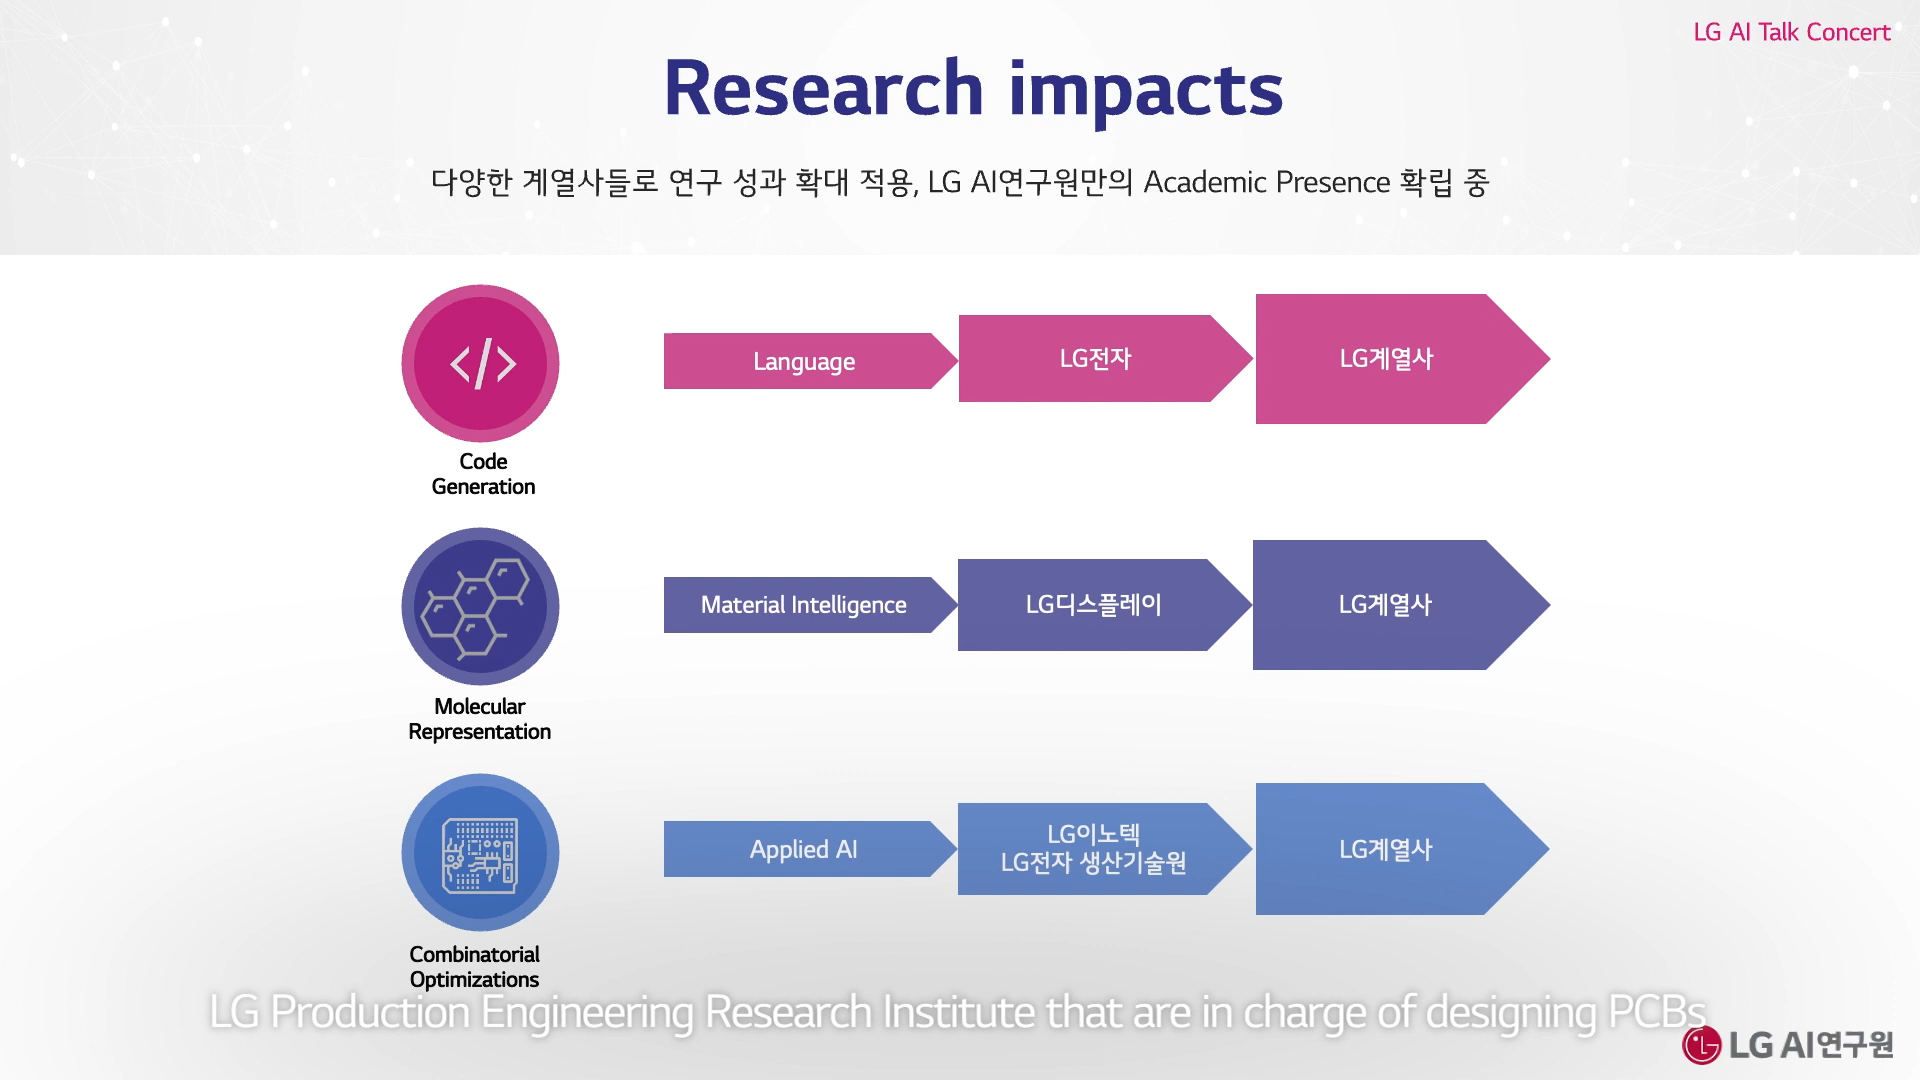 LG AI Talk Concert
Research impacts
다양한 계열사들로 연구 성과 확대 적용, LG AI연구원만의 Academic Presence 확립 중
Language
LG전자
LG계열사
Code
Generation
Material Intelligence
LG디스플레이
LG계열사
Molecular
Representation
Applied AI
LG이노텍
LG전자 생산기술원
LG계열사
Combinatorial
Optimizations
LG Production Engineering Research Institute that are in charge of designing PCBs
LG AI연구원